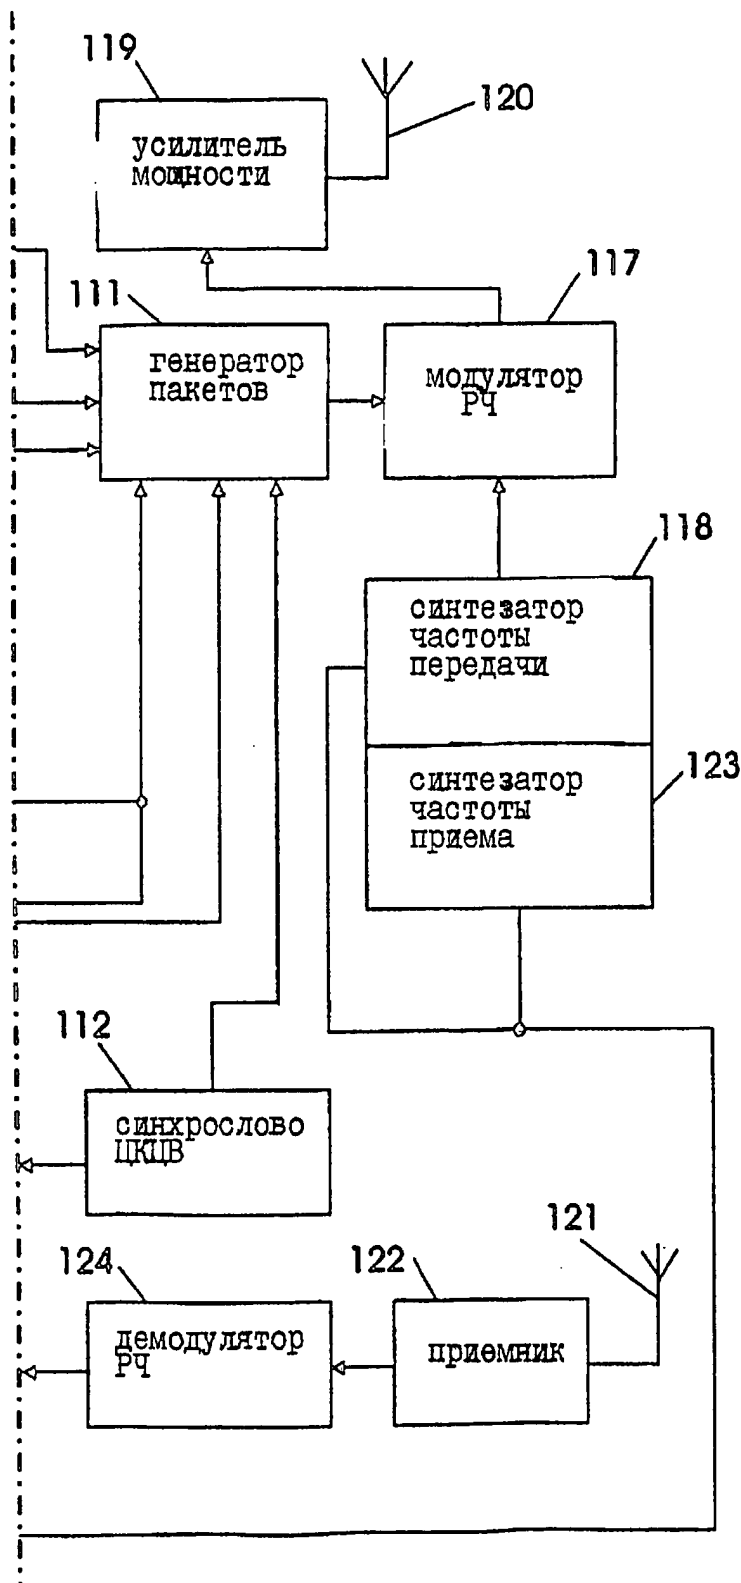 119
120
усилитель
мощности
117
111
генератор
пакетов
модулятор
РЧ
118
синтезатор
частоты
передачи
123
синтезатор
частоты
приема
112
синхрослово
ЦКЦВ
121
124
122
демодулятор
РЧ
приемник